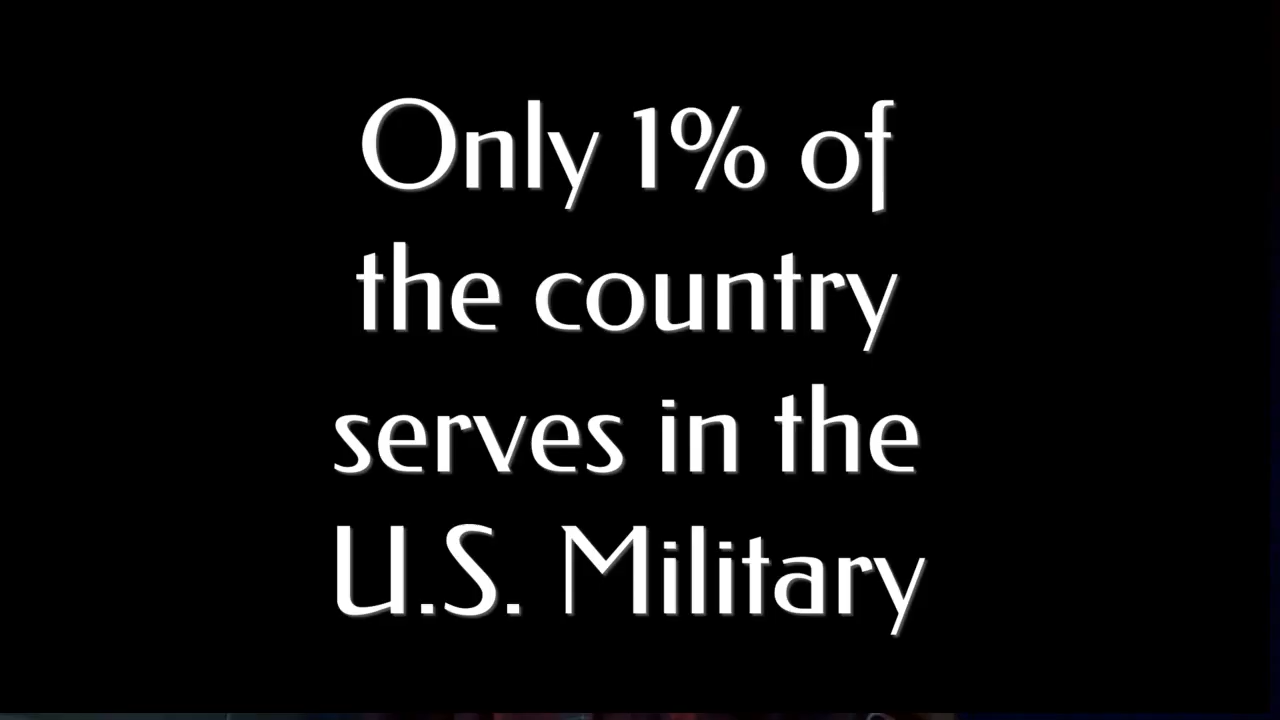 Only 1% of
the country
serves in the
U.S. Military